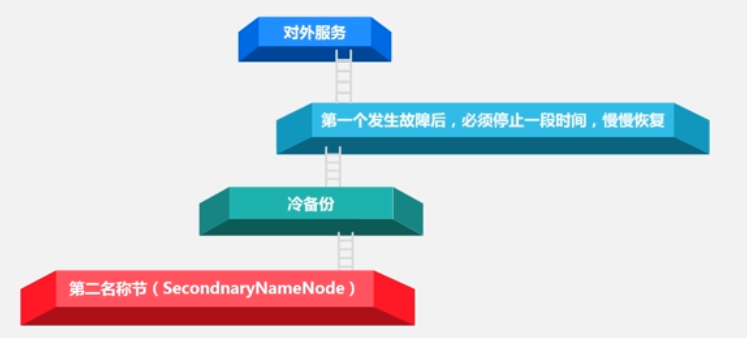 对外服务
第一个发生故障后，必须停止一段时间，慢慢恢复
冷备份
第二名称节（SecondnaryNameNode）